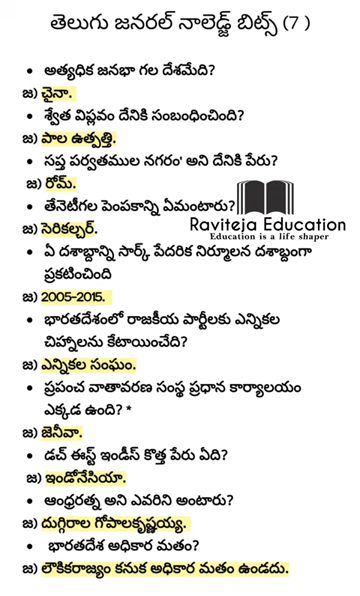 తెలుగు జనరల్ నాలెడ్జ్ బిట్స్ (7 )
• అత్యధిక జనభా గల దేశమేది?
జ) చైనా.
• శ్వేత విప్లవం దేనికి సంబంధించింది?
జ) పాల ఉత్పత్తి.
• సప్త పర్వతముల నగరం' అని దేనికి పేరు?
జ) రోమ్.
• తేనెటీగల పెంపకాన్ని ఏమంటారు?
Raviteja Education
Education is a life shaper
జ) సెరికల్చర్.
• ఏ దశాబ్దాన్ని సార్క్ పేదరిక నిర్మూలన దశాబ్దంగా
ప్రకటించింది
జ) 2005-2015.
• భారతదేశంలో రాజకీయ పార్టీలకు ఎన్నికల
చిహ్నాలను కేటాయించేది?
జ) ఎన్నికల సంఘం.
• ప్రపంచ వాతావరణ సంస్థ ప్రధాన కార్యాలయం
ఎక్కడ ఉంది? *
జ) జెనీవా.
• డచ్ ఈస్ట్ ఇండీస్ కొత్త పేరు ఏది?
జ) ఇండోనేసియా.
• ఆంధ్రరత్న అని ఎవరిని అంటారు?
జ) దుగ్గిరాల గోపాలకృష్ణయ్య.
• భారతదేశ అధికార మతం?
జ) లౌకికరాజ్యం కనుక అధికార మతం ఉండదు.